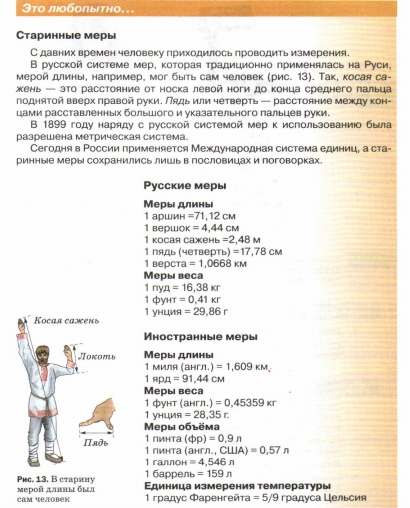 Это любопытно...
Старинные меры
С давних времен человеку приходилось проводить измерения.
В русской системе мер, которая традиционно применялась на Руси,
мерой длины, например, мог быть сам человек (рис. 13). Так, косая са-
жень — это расстояние от носка левой ноги до конца среднего пальца
поднятой вверх правой руки. Пядь или четверть — расстояние между кон-
цами расставленных большого и указательного пальцев руки.
В 1899 году наряду с русской системой мер к использованию была
разрешена метрическая система.
Сегодня в России применяется Международная система единиц, а ста-
ринные меры сохранились лишь в пословицах и поговорках.
Русские меры
Меры длины
1 аршин =71,12 см
1 вершок = 4,44 см
1 косая сажень =2,48 м
1 пядь (четверть) =17,78 см
1 верста = 1,0668 км
Меры веса
1 пуд = 16,38 кг
1 фунт = 0,41 кг
1 унция = 29,86 г
Иностранные меры
Меры длины
1 миля (англ.) = 1,609 км.
1 ярд = 91,44 см
Меры веса
1 фунт (англ.) = 0,45359 кг
1 унция = 28,35 г.
Меры объёма
1 пинта (фр) = 0,9 л
1 пинта (англ., США) = 0,57 л
1 галлон = 4,546 л
1 баррель = 159 л
Единица измерения температуры
1 градус Фаренгейта = 5/9 градуса Цельсия
Косая сажень
Локоть
Пядь
Рис. 13. В старину
мерой длины был
сам человек